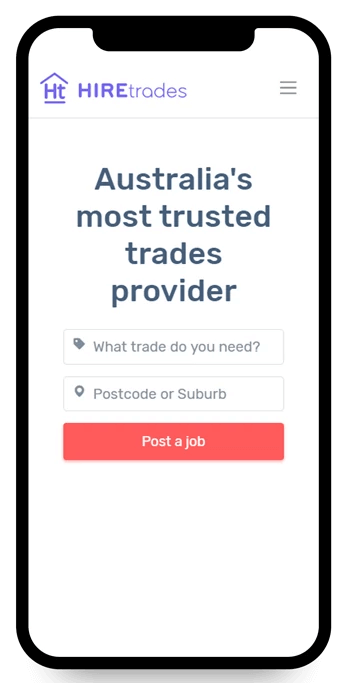 Ht HIREtrades
Australia's
most trusted
trades
provider
What trade do you need?
Postcode or Suburb
Post a job